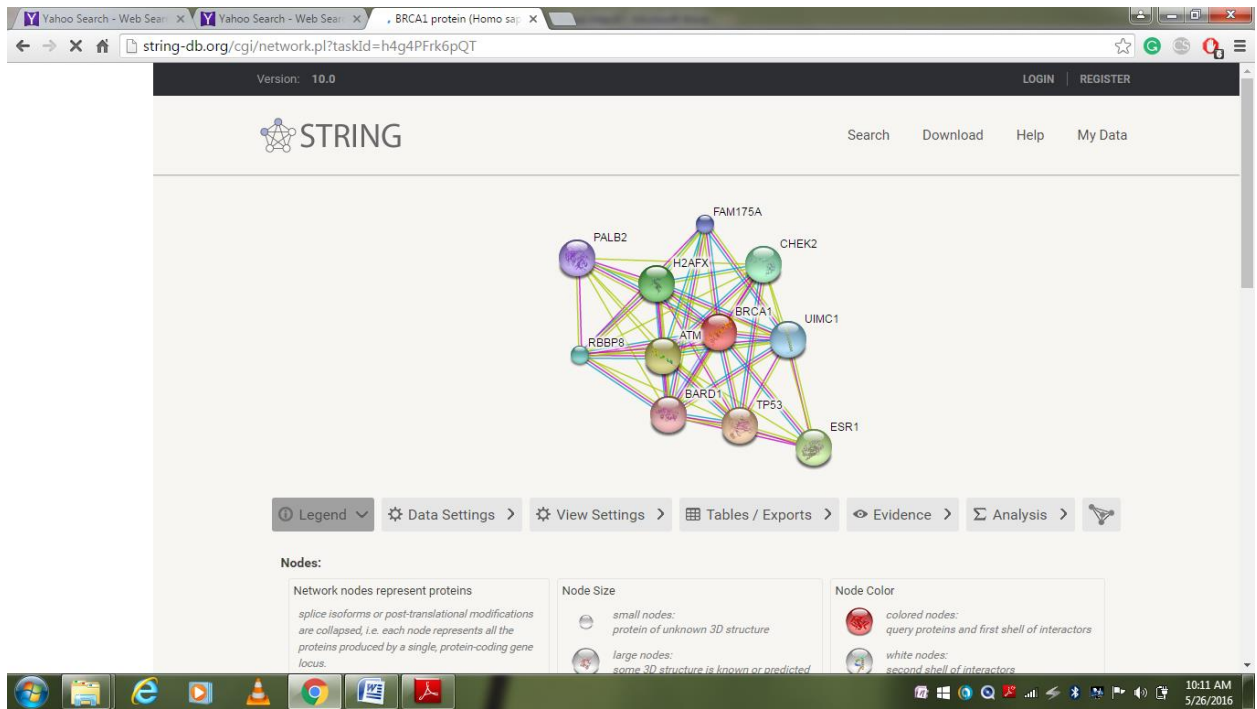 Yahoo Search - Web Sear
Yahoo Search - Web Sear
, BRCA1 protein (Homo sap
string-db.org/cgi/network.pl?taskId=h4g4PFrk6pQT
Version: 10.0
LOGIN | REGISTER
STRING
Search Download Help My Data
FAM175A
PALB2
CHEK2
H2AFX
BRCA1
UIMC1
ATM
RBBP8
BARD1
TP53
ESR1
Legend
Data Settings
View Settings
Tables / Exports
Evidence
Analysis
Nodes:
Network nodes represent proteins
splice isoforms or post-translational modifications
are collapsed, i.e. each node represents all the
proteins produced by a single, protein-coding gene
locus.
Node Size
small nodes:
protein of unknown 3D structure
large nodes:
some 3D structure is known or predicted
Node Color
colored nodes:
query proteins and first shell of interactors
white nodes:
second shell of interactors
10:11 AM
5/26/2016